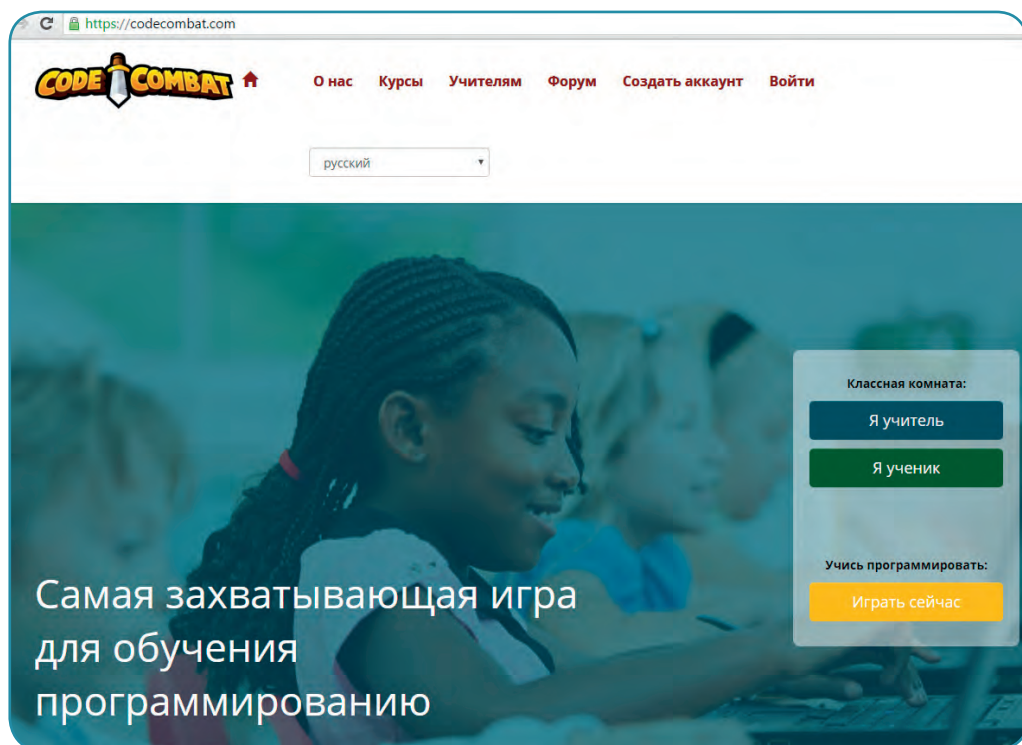 https://codecombat.com
CODE COMBAT
О нас Курсы Учителям Форум Создать аккаунт Войти
русский
Классная комната:
Я учитель
Я ученик
Учись программировать:
Играть сейчас
Самая захватывающая игра
для обучения
программированию